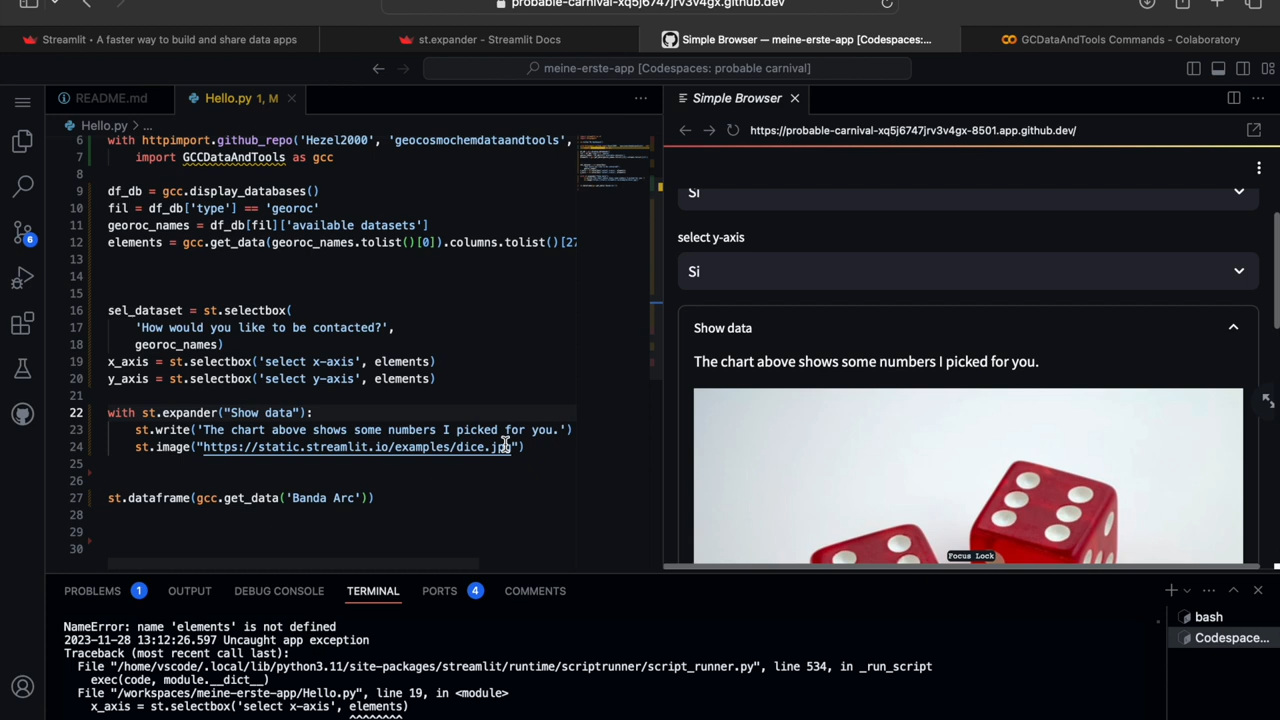 probable-carnival-xq5j6747jrv3v4gx.github.dev
Streamlit • A faster way to build and share data apps
st.expander - Streamlit Docs
Simple Browser — meine-erste-app [Codespaces:...
GCDataAndTools Commands - Colaboratory
meine-erste-app [Codespaces: probable carnival]
README.md
Hello.py 1, M
Hello.py > ...
6 with httpimport.github_repo('Hezel2000', 'geocosmochemdataandtools',
7 import GCCDataAndTools as gcc
8
9 df_db = gcc.display_databases()
10 fil = df_db['type'] == 'georoc'
11 georoc_names = df_db[fil]['available datasets']
12 elements = gcc.get_data(georoc_names.tolist()[0]).columns.tolist()[27
13
14
15
16 sel_dataset = st.selectbox(
17 'How would you like to be contacted?',
18 georoc_names)
19 x_axis = st.selectbox('select x-axis', elements)
20 y_axis = st.selectbox('select y-axis', elements)
21
22 with st.expander("Show data"):
23 st.write('The chart above shows some numbers I picked for you.')
24 st.image("https://static.streamlit.io/examples/dice.jpg")
25
26
27 st.dataframe(gcc.get_data('Banda Arc'))
28
29
30
6
Simple Browser
https://probable-carnival-xq5j6747jrv3v4gx-8501.app.github.dev/
Si
select y-axis
Si
Show data
The chart above shows some numbers I picked for you.
Focus Lock
PROBLEMS 1 OUTPUT DEBUG CONSOLE TERMINAL PORTS 4 COMMENTS
NameError: name 'elements' is not defined
2023-11-28 13:12:26.597 Uncaught app exception
Traceback (most recent call last):
File "/home/vscode/.local/lib/python3.11/site-packages/streamlit/runtime/scriptrunner/script_runner.py", line 534, in _run_script
exec(code, module.__dict__)
File "/workspaces/meine-erste-app/Hello.py", line 19, in <module>
x_axis = st.selectbox('select x-axis', elements)
^^^^^^^^
bash
Codespace...